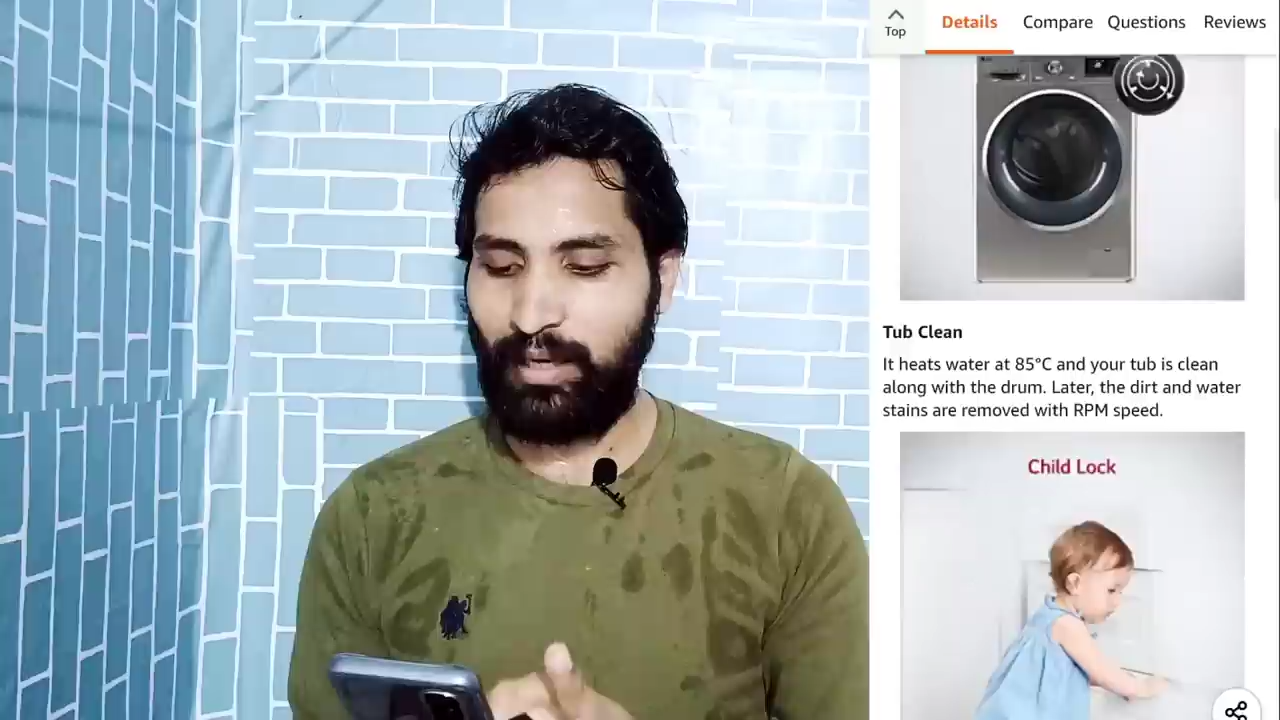 Top
Details
Compare
Questions
Reviews
Tub Clean
It heats water at 85°C and your tub is clean
along with the drum. Later, the dirt and water
stains are removed with RPM speed.
Child Lock